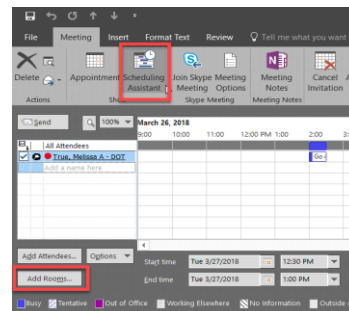 File Meeting Insert Format Text Review Tell me what you want
Delete Appointment Scheduling Assistant Join Skype Meeting Meeting Options Meeting Notes Cancel Invitation
Actions Show Skype Meeting Meeting Notes
Send 100% March 26, 2018
9:00 10:00 11:00 12:00 PM 1:00 2:00 3:
All Attendees
True, Melissa A - DOT Go
Add a name here
Add Attendees... Options Start time Tue 3/27/2018 12:30 PM
Add Rooms... End time Tue 3/27/2018 1:00 PM
Busy Tentative Out of Office Working Elsewhere No Information Outside